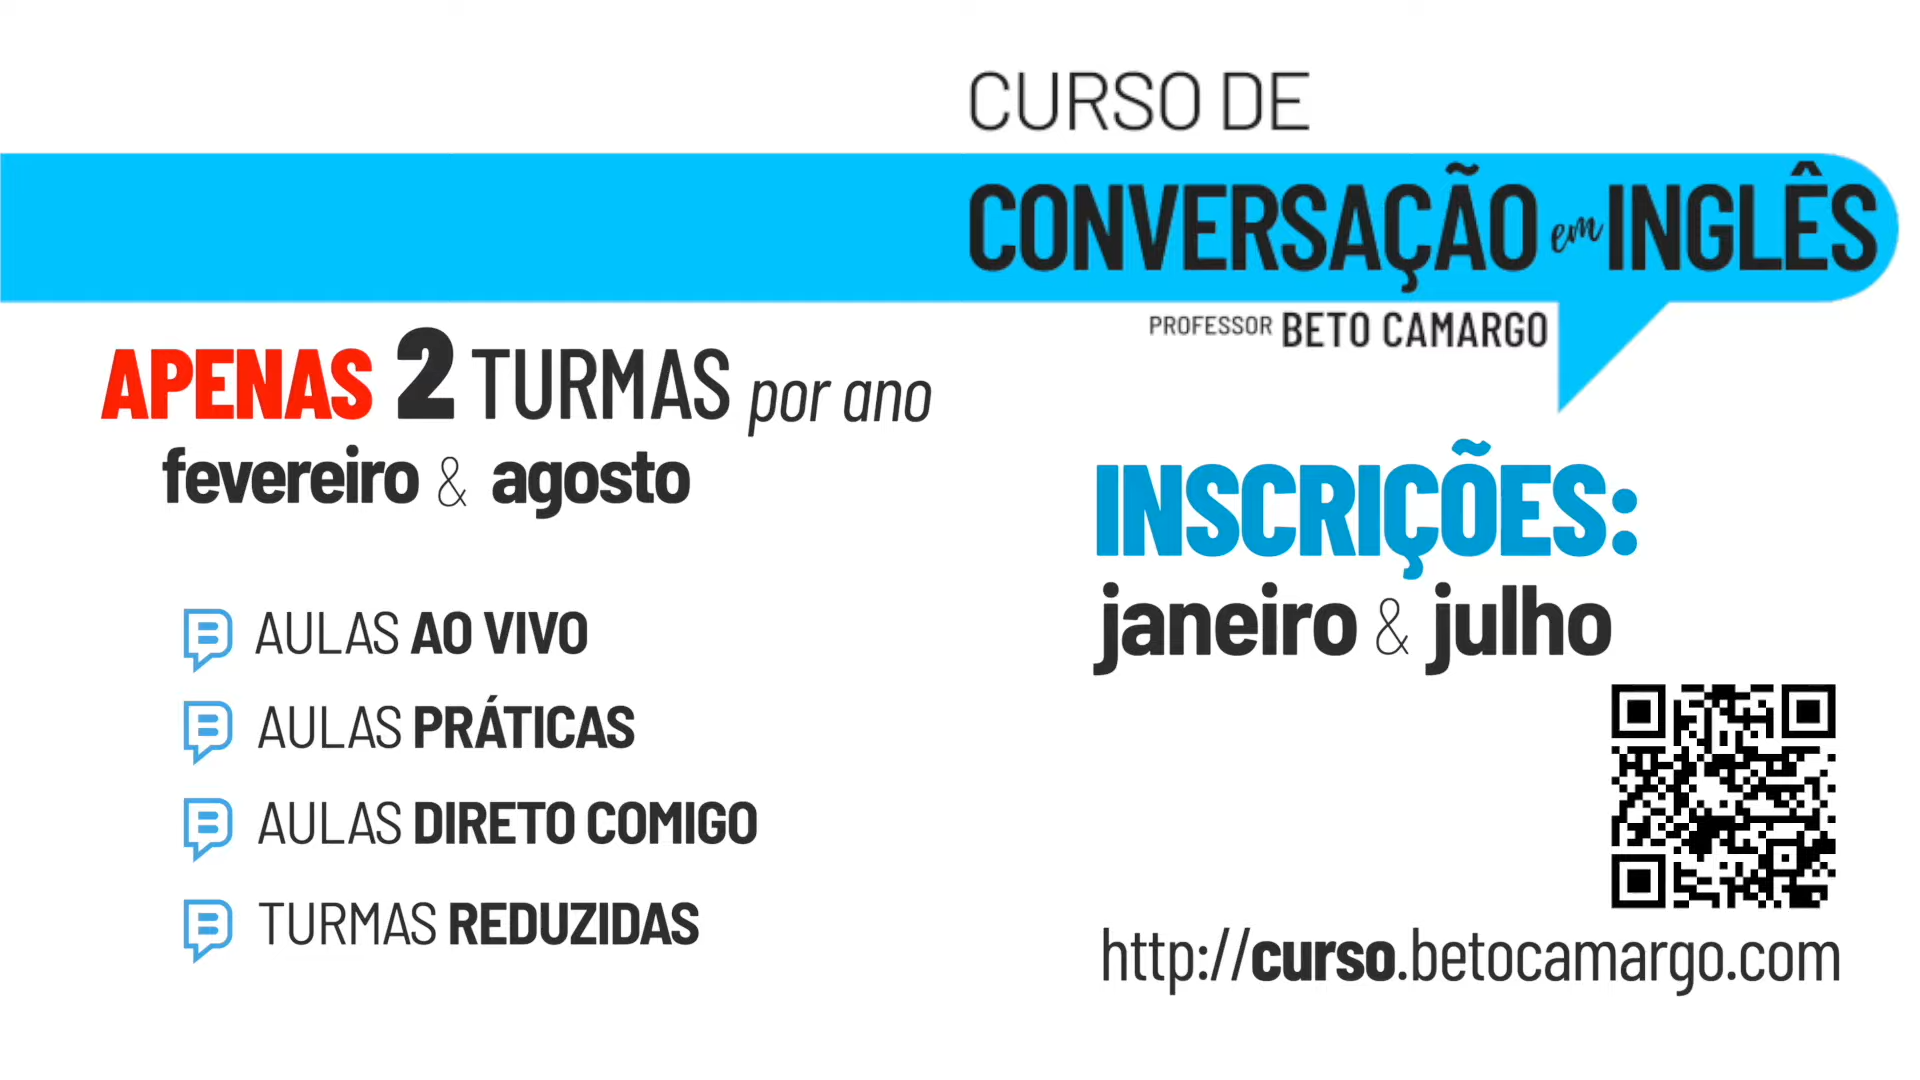 CURSO DE
CONVERSAÇÃO em INGLÊS
PROFESSOR BETO CAMARGO
APENAS 2 TURMAS por ano
fevereiro & agosto
AULAS AO VIVO
AULAS PRÁTICAS
AULAS DIRETO COMIGO
TURMAS REDUZIDAS
INSCRIÇÕES:
janeiro & julho
http://curso.betocamargo.com